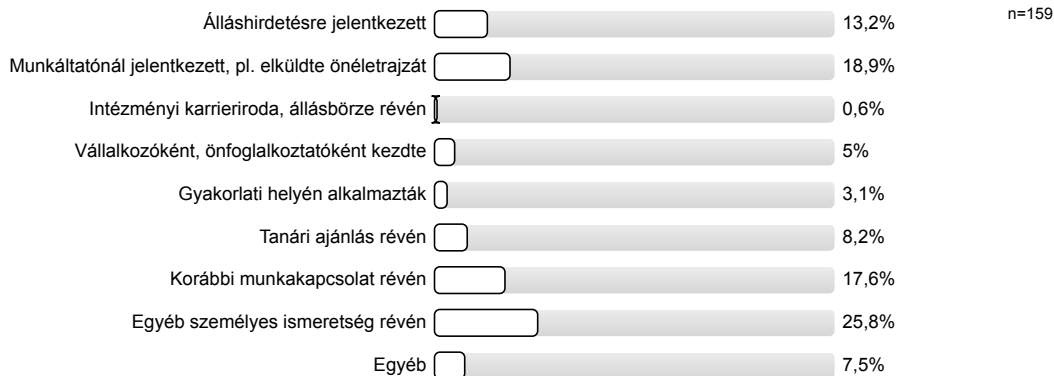 Álláshirdetésre jelentkezett 13,2% n=159
Munkáltatónál jelentkezett, pl. elküldte önéletrajzát 18,9%
Intézményi karrieriroda, állásbörze révén 0,6%
Vállalkozóként, önfoglalkoztatóként kezdte 5%
Gyakorlati helyén alkalmazták 3,1%
Tanári ajánlás révén 8,2%
Korábbi munkakapcsolat révén 17,6%
Egyéb személyes ismeretség révén 25,8%
Egyéb 7,5%